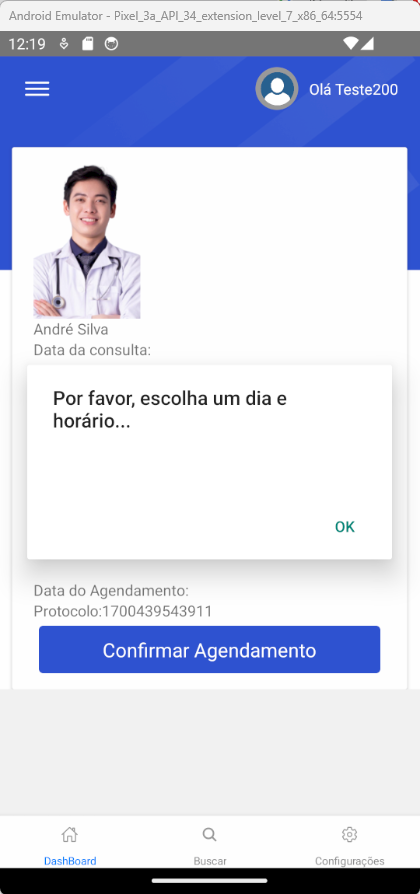 Android Emulator - Pixel_3a_API_34_extension_level_7_x86_64:5554
12:19
Olá Teste200
André Silva
Data da consulta:
Por favor, escolha um dia e
horário...
OK
Data do Agendamento:
Protocolo:1700439543911
Confirmar Agendamento
DashBoard
Buscar
Configurações